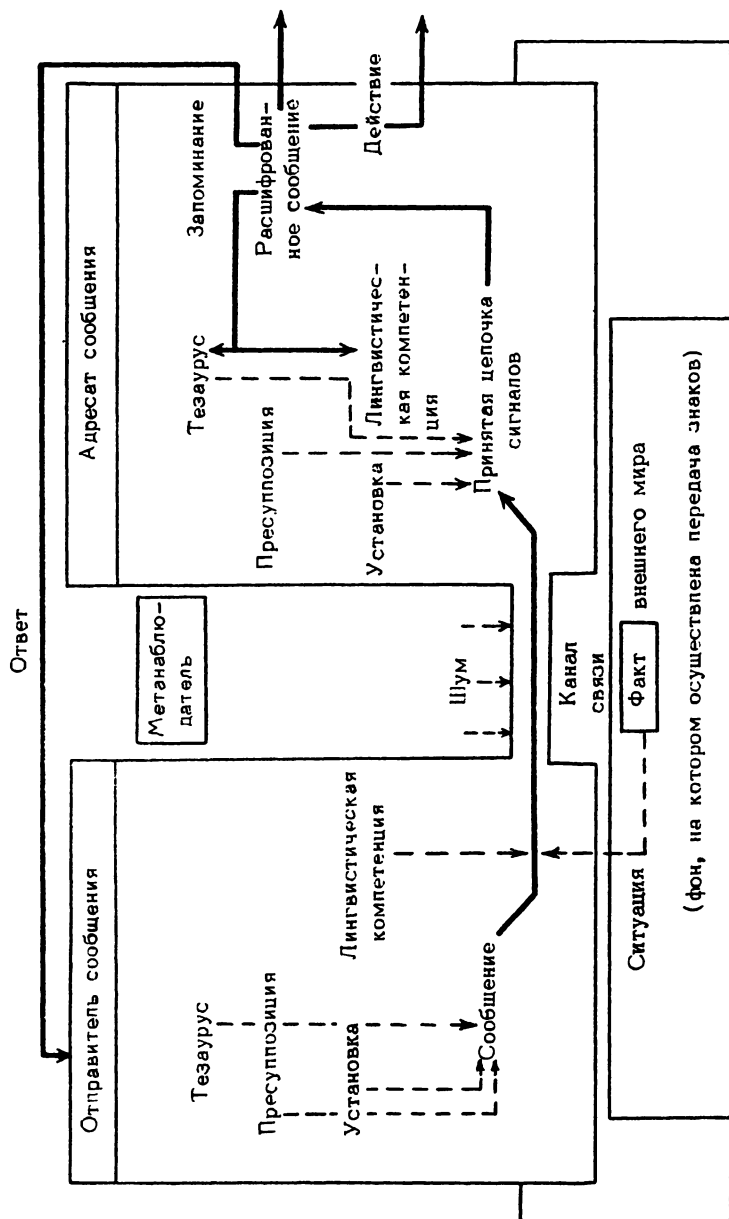 Ответ
Отправитель сообщения
Тезаурус
Пресуппозиция
Установка
Сообщение
Лингвистическая
компетенция
Метанаблю-
датель
Шум
Канал
связи
Адресат сообщения
Тезаурус
Пресуппозиция
Установка
Лингвистичес-
кая компетен-
ция
Принятая цепочка
сигналов
Запоминание
Расшифрован-
ное сообщение
Действие
Ситуация
Факт внешнего мира
(фон, на котором осуществлена передача знаков)